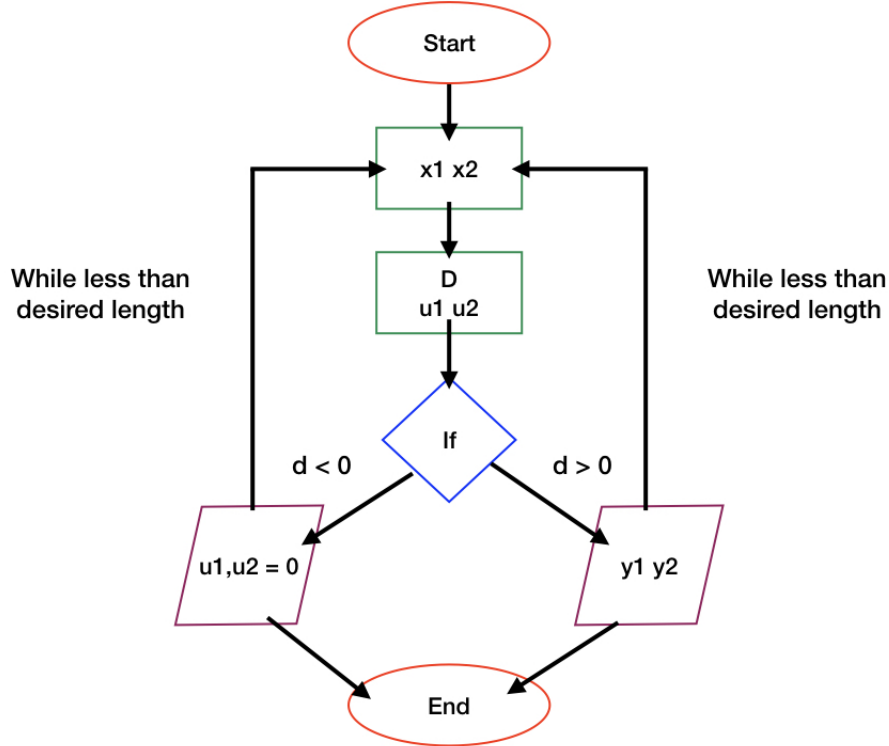 Start
x1 x2
While less than
desired length
D
u1 u2
While less than
desired length
If
d < 0
d > 0
u1,u2 = 0
y1 y2
End